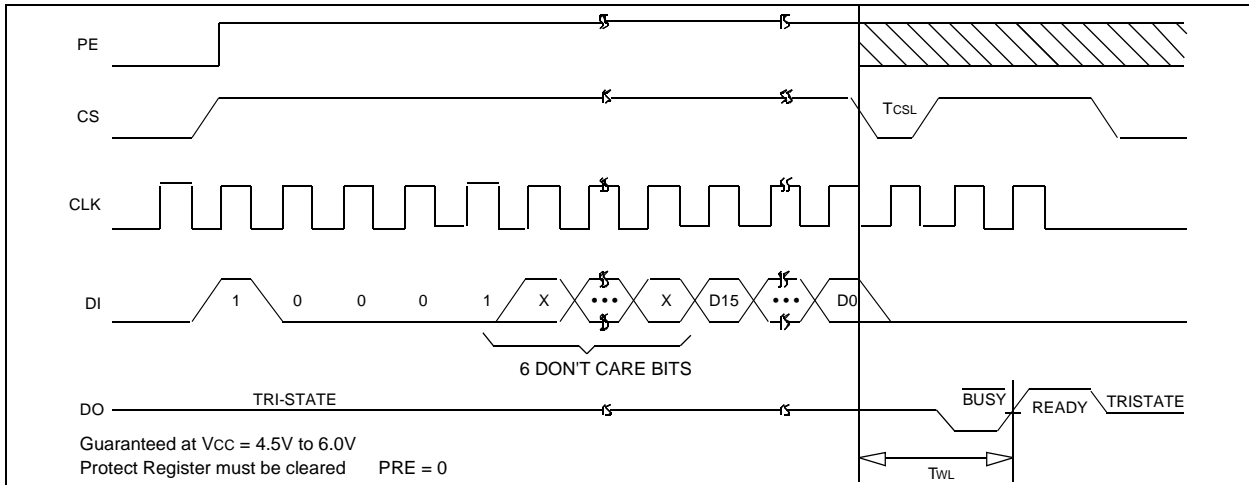 PE
CS
TCSL
CLK
DI 1 0 0 0 1 X ••• X D15 ••• D0
6 DON'T CARE BITS
DO TRI-STATE BUSY READY TRISTATE
Guaranteed at VCC = 4.5V to 6.0V
Protect Register must be cleared PRE = 0
TWL